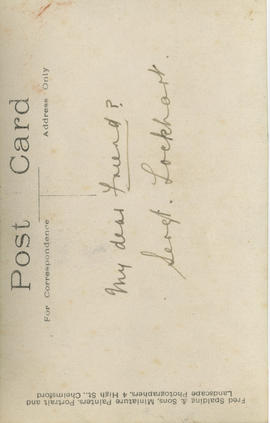 Post Card
For Correspondence
Address Only
My dear Friend?
Sergt. Lockhart.
Fred Spalding & Sons, Miniature Painters, Portrait and
Landscape Photographers, 4 High St., Chelmsford